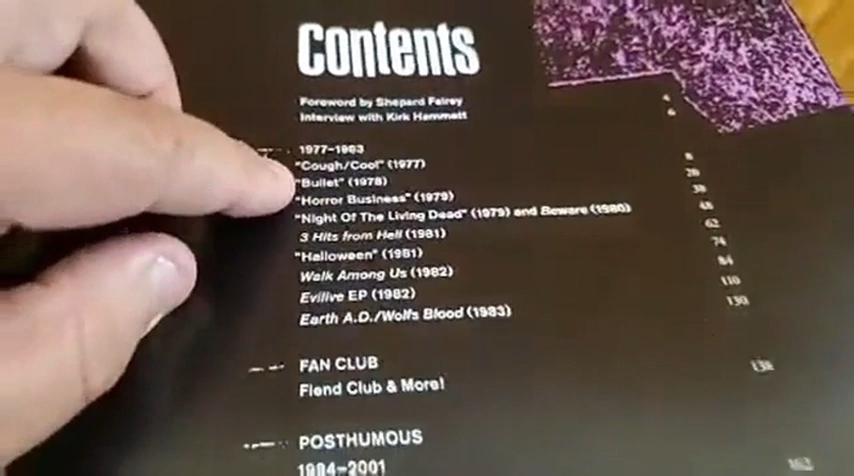 Contents
Foreword by Shepard Fairey
Interview with Kirk Hammett 6
1977–1983
"Cough/Cool" (1977) 8
"Bullet" (1978) 20
"Horror Business" (1979)
"Night Of The Living Dead" (1979) and Beware (1980)
3 Hits from Hell (1981) 62
"Halloween" (1981) 74
Walk Among Us (1982) 84
Evilive EP (1982) 110
Earth A.D./Wolfs Blood (1983) 130
FAN CLUB
Fiend Club & More! 138
POSTHUMOUS
1984–2001 162